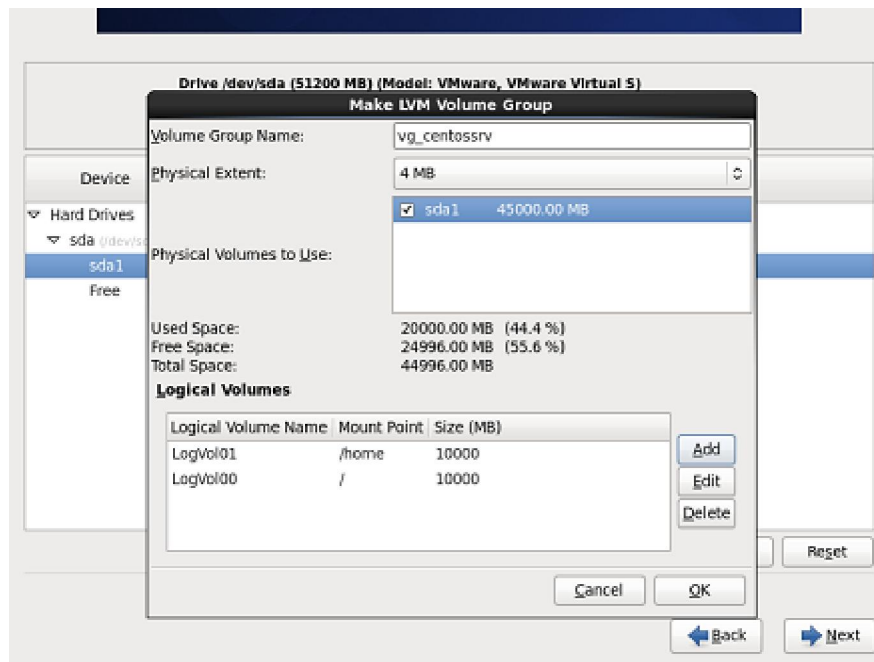 Drive /dev/sda (51200 MB) (Model: VMware, VMware Virtual S)
Make LVM Volume Group
Volume Group Name: vg_centossrv
Device
Physical Extent: 4 MB
sda1 45000.00 MB
Hard Drives
sda (/dev/s
Physical Volumes to Use:
sda1
Free
Used Space: 20000.00 MB (44.4 %)
Free Space: 24996.00 MB (55.6 %)
Total Space: 44996.00 MB
Logical Volumes
Logical Volume Name Mount Point Size (MB)
LogVol01 /home 10000
LogVol00 / 10000
Add
Edit
Delete
Reset
Cancel OK
Back Next